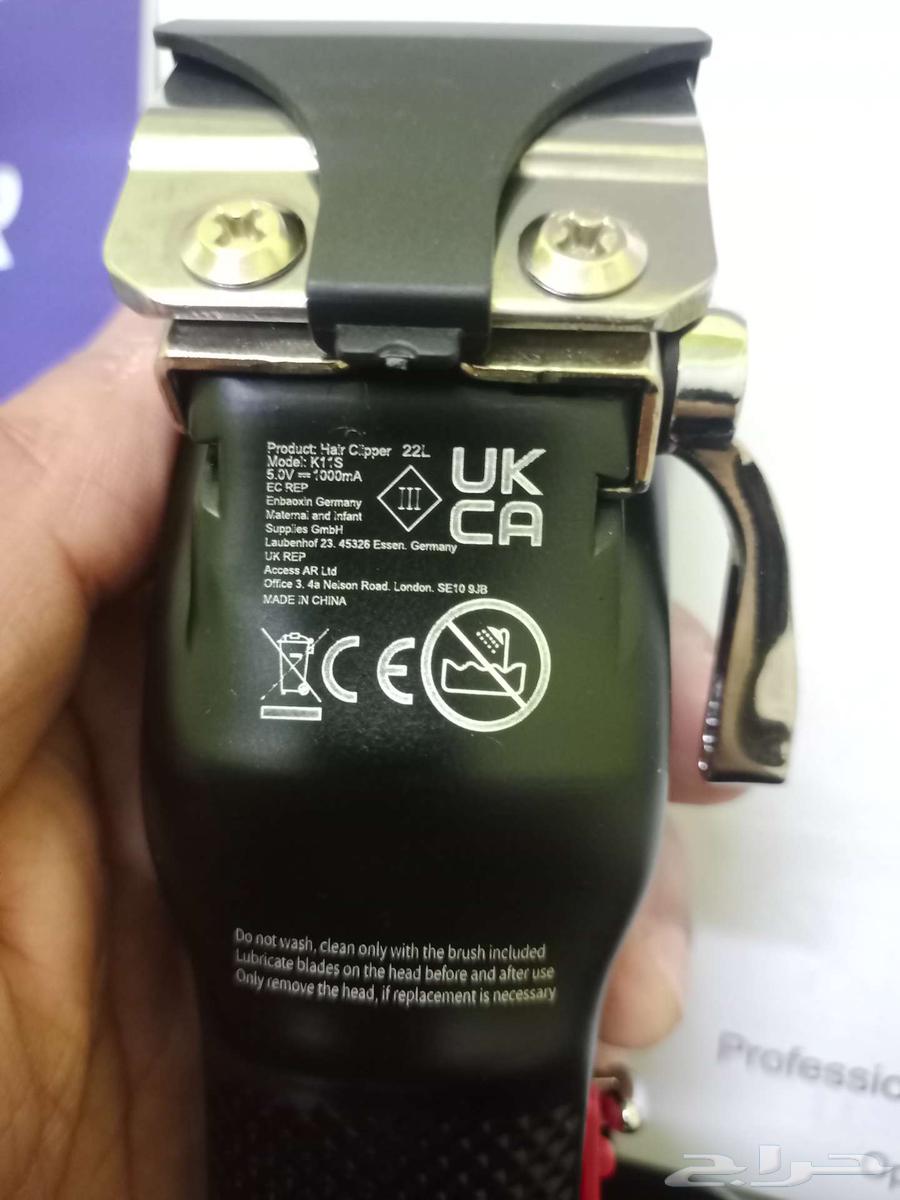 Product: Hair Clipper 22L
Model: K11S
5.0V ⎓ 1000mA
EC REP
Enbaoxin Germany
Maternal and Infant
Supplies GmbH
Laubenhof 23. 45326 Essen. Germany
UK REP
Access AR Ltd
Office 3. 4a Nelson Road. London. SE10 9JB
MADE IN CHINA
III
UK
CA
CE
Do not wash, clean only with the brush included
Lubricate blades on the head before and after use
Only remove the head, if replacement is necessary
حراج